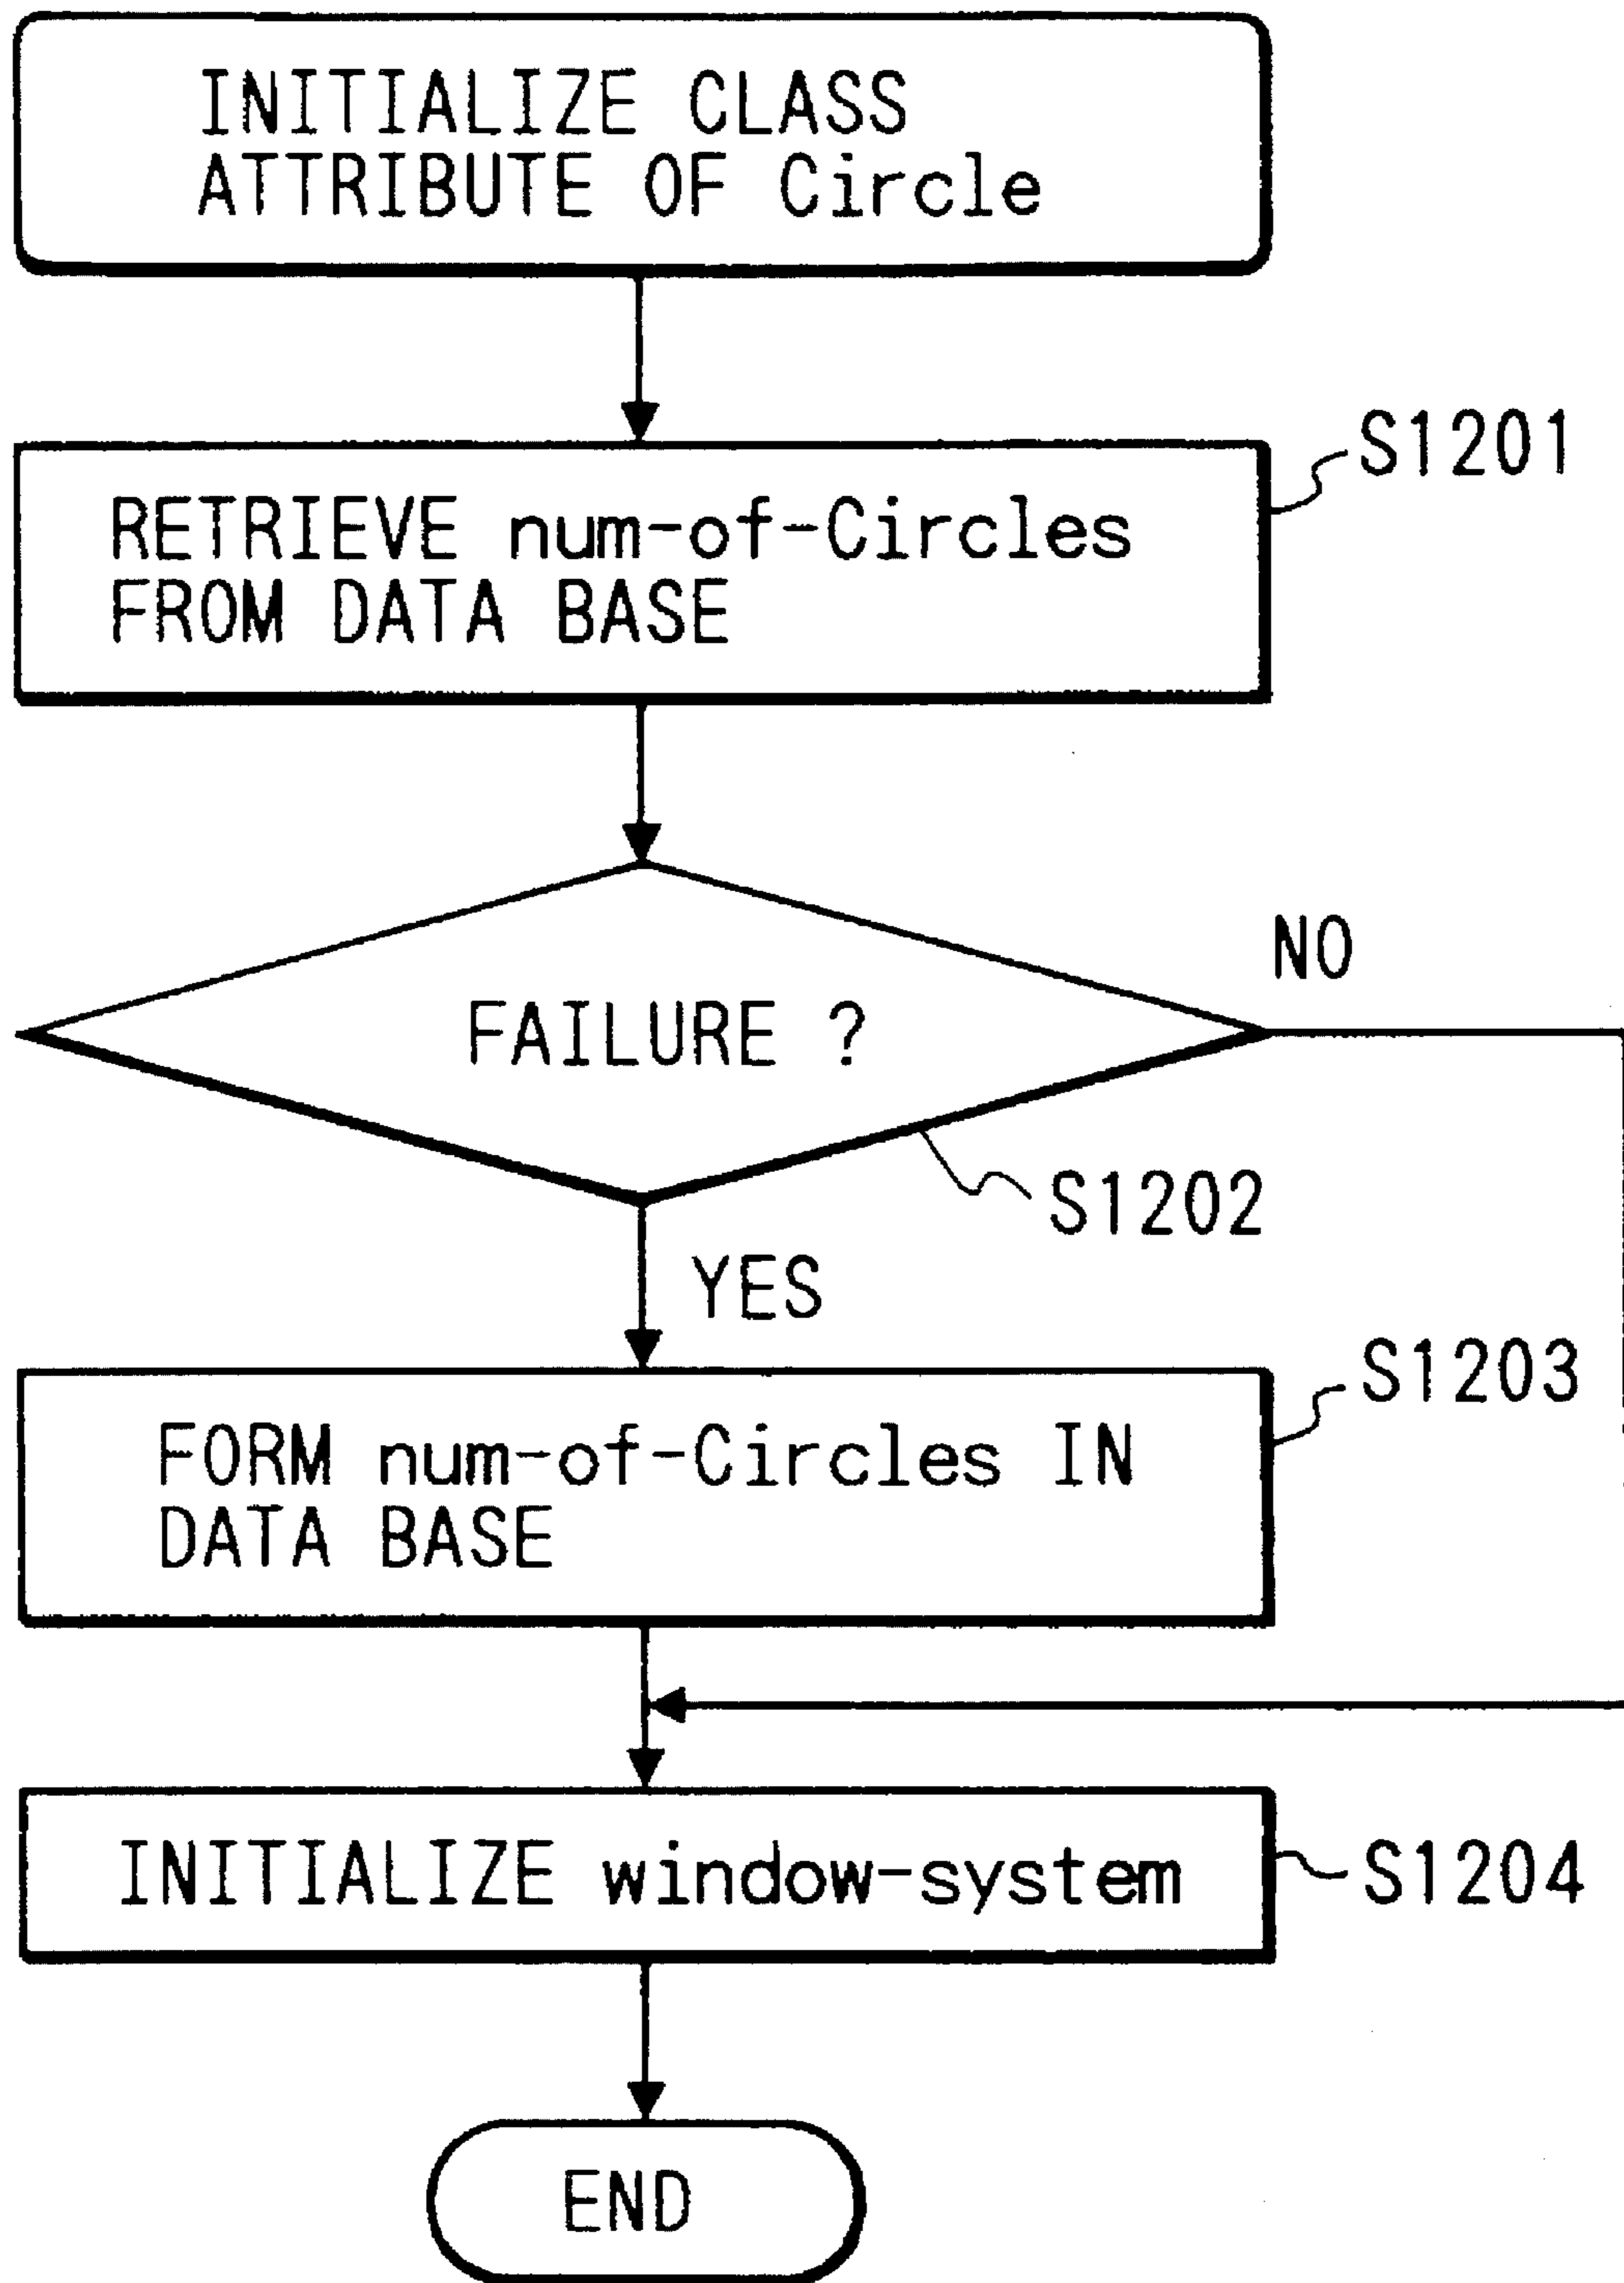 INITIALIZE CLASS
ATTRIBUTE OF Circle
S1201
RETRIEVE num-of-Circles
FROM DATA BASE
NO
FAILURE ?
S1202
YES
S1203
FORM num-of-Circles IN
DATA BASE
INITIALIZE window-system
S1204
END